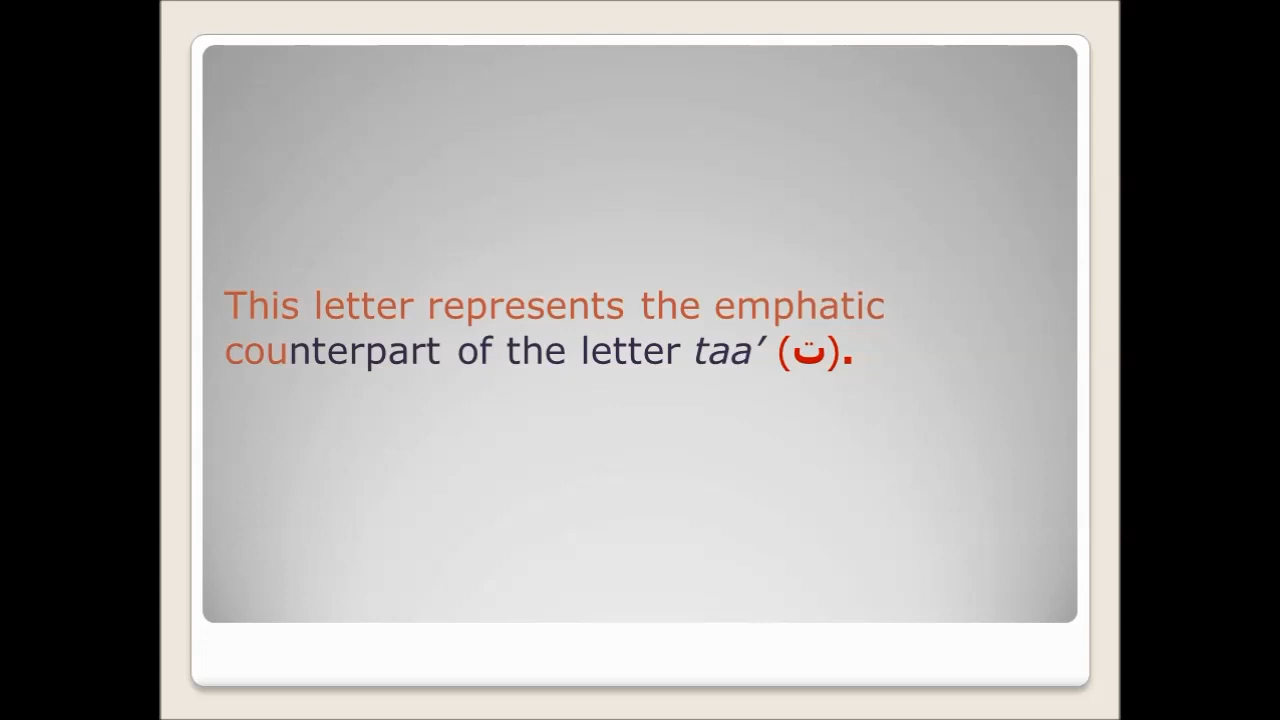 This letter represents the emphatic
counterpart of the letter taa’ (ت).